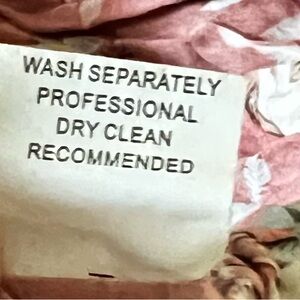 WASH SEPARATELY
PROFESSIONAL
DRY CLEAN
RECOMMENDED